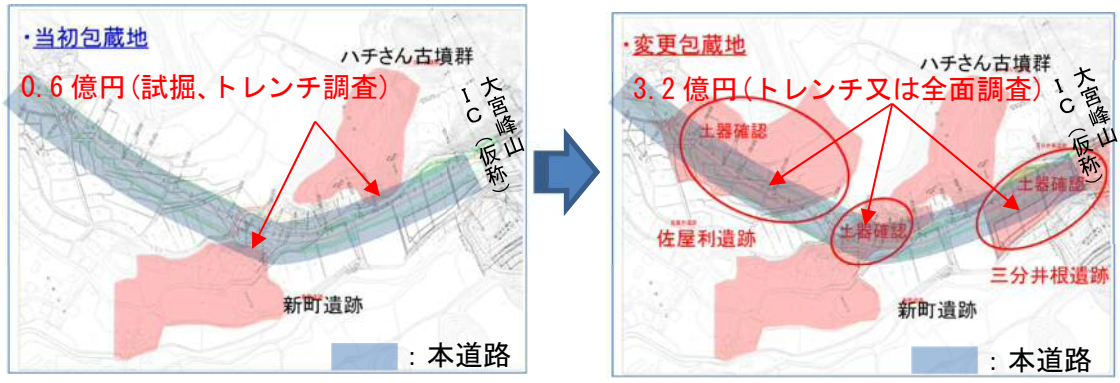 ・当初包蔵地
ハチさん古墳群
0.6億円(試掘、トレンチ調査)
大宮峰山
IC(仮称)
新町遺跡
：本道路
・変更包蔵地
ハチさん古墳群
3.2億円(トレンチ又は全面調査)
大宮峰山
IC(仮称)
土器確認
土器確認
土器確認
佐屋利遺跡
三分井根遺跡
新町遺跡
：本道路